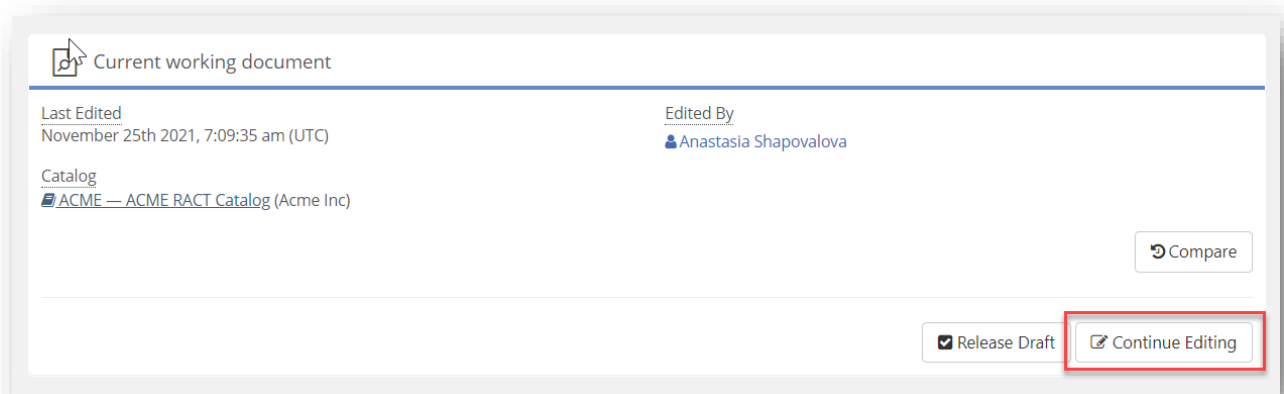 Current working document
Last Edited
Edited By
November 25th 2021, 7:09:35 am (UTC)
Anastasia Shapovalova
Catalog
ACME — ACME RACT Catalog (Acme Inc)
Compare
Release Draft
Continue Editing